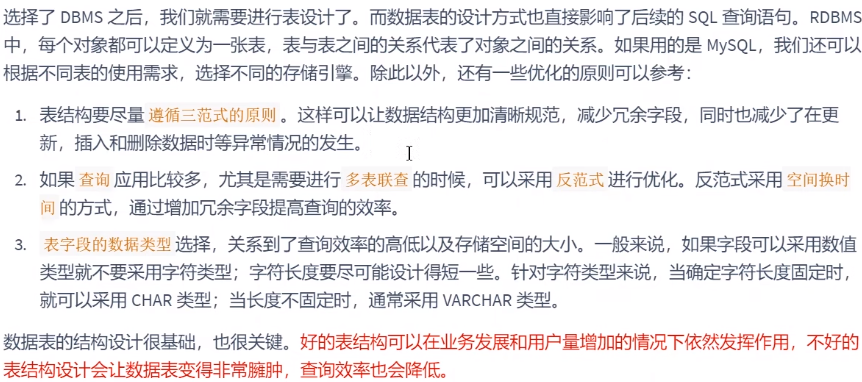 选择了 DBMS 之后，我们就需要进行表设计了。而数据表的设计方式也直接影响了后续的 SQL 查询语句。RDBMS
中，每个对象都可以定义为一张表，表与表之间的关系代表了对象之间的关系。如果用的是 MySQL，我们还可以
根据不同表的使用需求，选择不同的存储引擎。除此以外，还有一些优化的原则可以参考：
1. 表结构要尽量 遵循三范式的原则 。这样可以让数据结构更加清晰规范，减少冗余字段，同时也减少了在更
新，插入和删除数据时等异常情况的发生。
2. 如果 查询 应用比较多，尤其是需要进行 多表联查 的时候，可以采用 反范式 进行优化。反范式采用 空间换时
间 的方式，通过增加冗余字段提高查询的效率。
3. 表字段的数据类型 选择，关系到了查询效率的高低以及存储空间的大小。一般来说，如果字段可以采用数值
类型就不要采用字符类型；字符长度要尽可能设计得短一些。针对字符类型来说，当确定字符长度固定时，
就可以采用 CHAR 类型；当长度不固定时，通常采用 VARCHAR 类型。
数据表的结构设计很基础，也很关键。好的表结构可以在业务发展和用户量增加的情况下依然发挥作用，不好的
表结构设计会让数据表变得非常臃肿，查询效率也会降低。